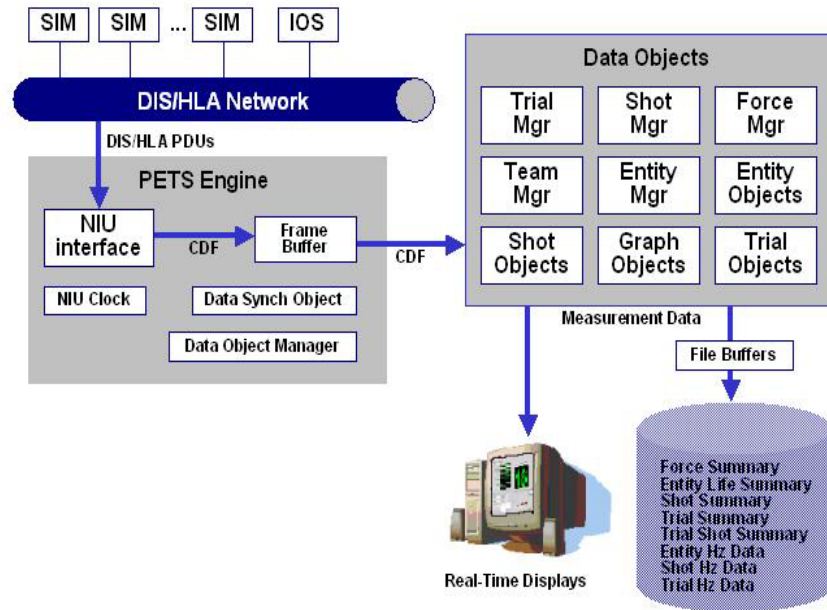 SIM SIM ... SIM IOS
DIS/HLA Network
DIS/HLA PDUs
PETS Engine
NIU
interface
CDF
Frame
Buffer
CDF
NIU Clock
Data Synch Object
Data Object Manager
Data Objects
Trial
Mgr
Shot
Mgr
Force
Mgr
Team
Mgr
Entity
Mgr
Entity
Objects
Shot
Objects
Graph
Objects
Trial
Objects
Measurement Data
File Buffers
Real-Time Displays
Force Summary
Entity Life Summary
Shot Summary
Trial Summary
Trial Shot Summary
Entity Hz Data
Shot Hz Data
Trial Hz Data